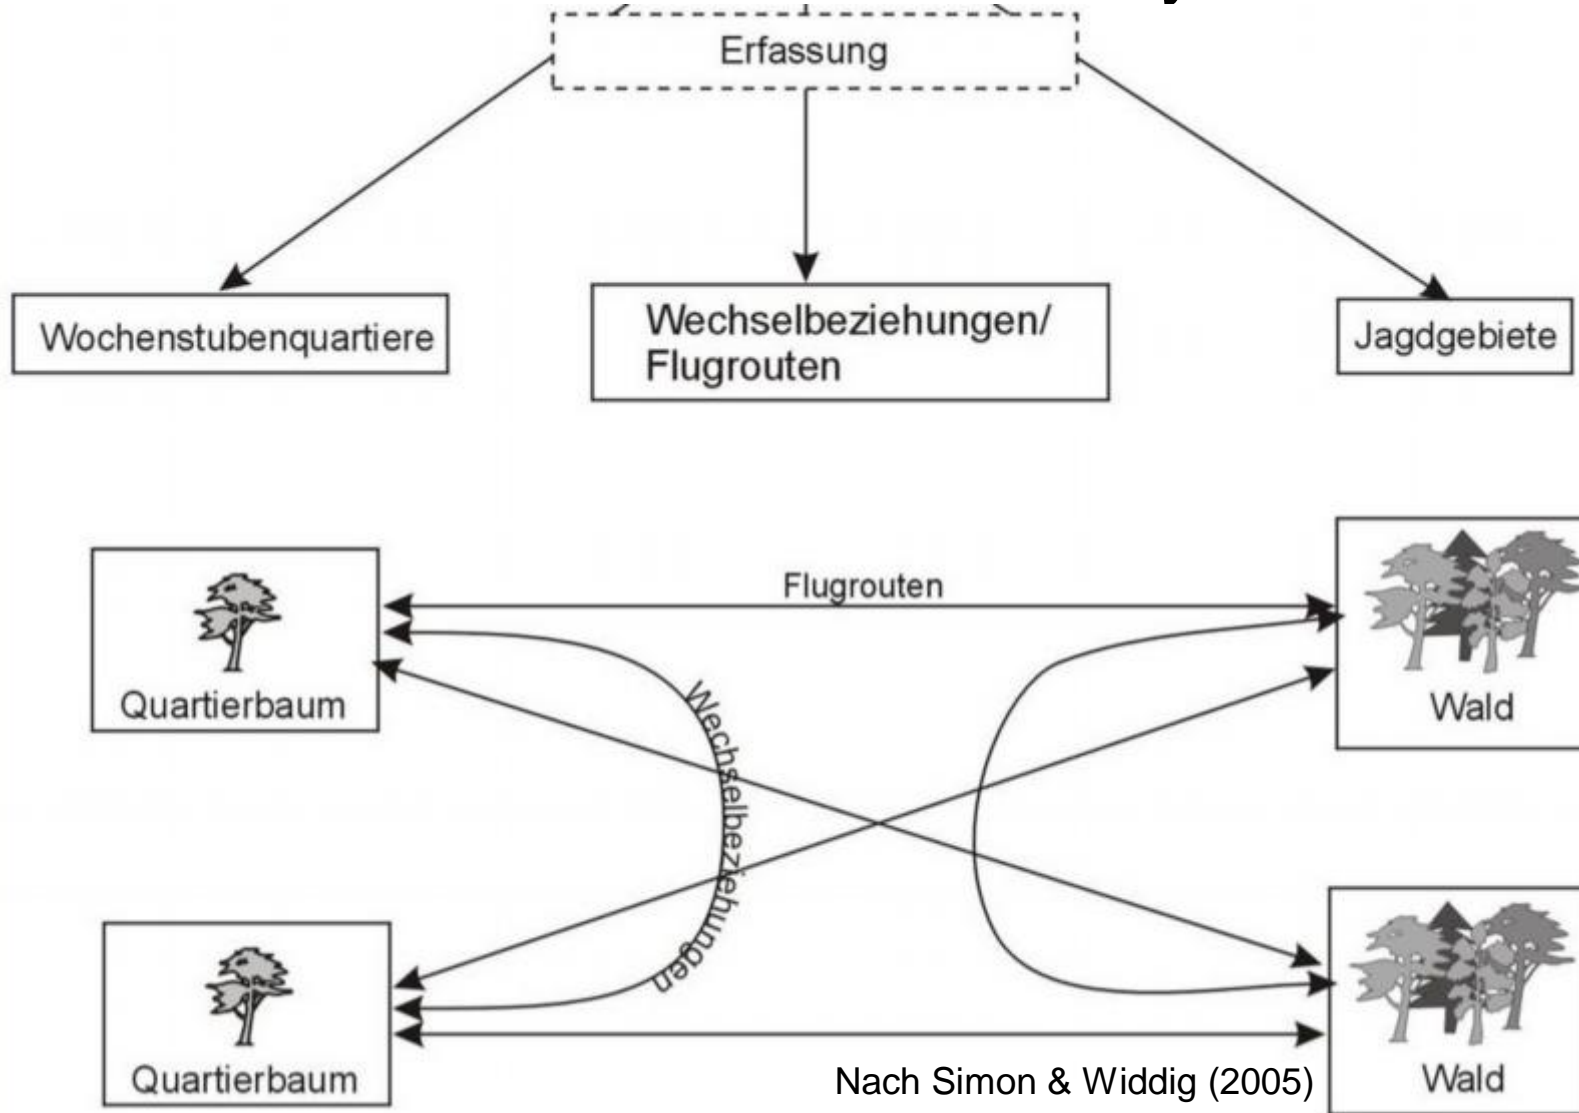 Erfassung
Wochenstubenquartiere
Wechselbeziehungen/
Flugrouten
Jagdgebiete
Flugrouten
Quartierbaum
Wald
Wechselbeziehungen
Quartierbaum
Nach Simon & Widdig (2005)
Wald